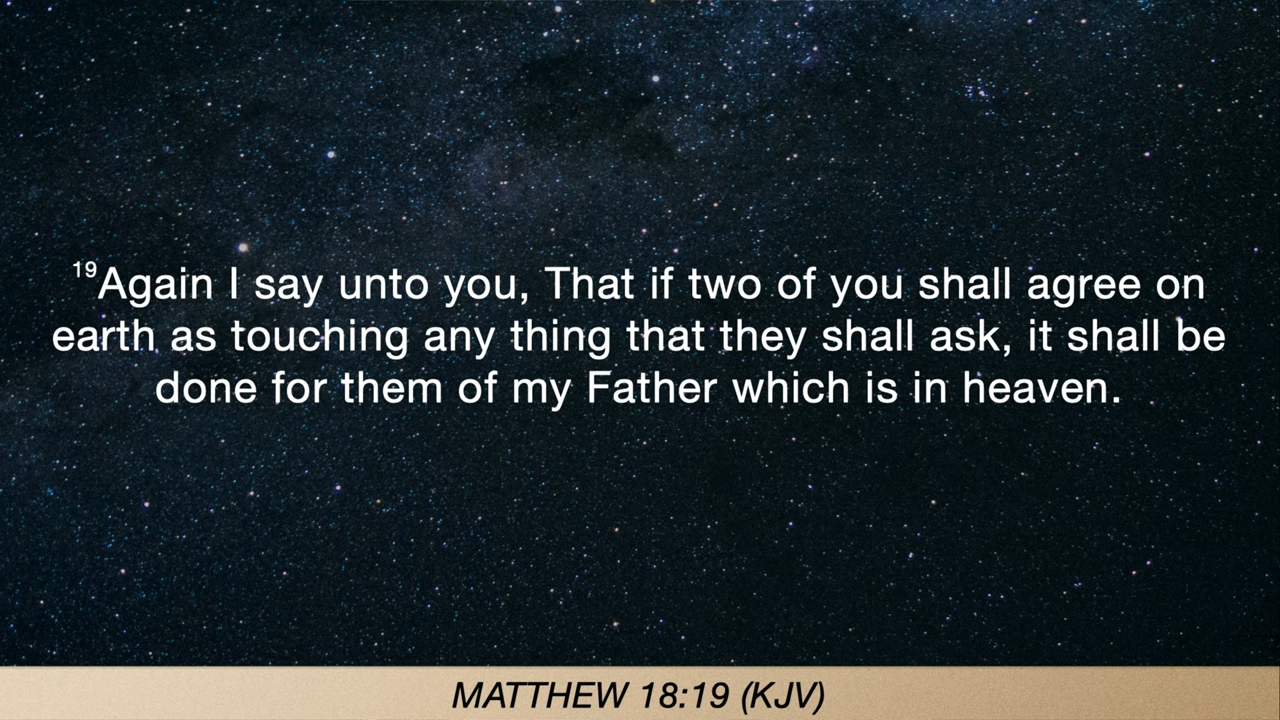 19Again I say unto you, That if two of you shall agree on
earth as touching any thing that they shall ask, it shall be
done for them of my Father which is in heaven.
MATTHEW 18:19 (KJV)